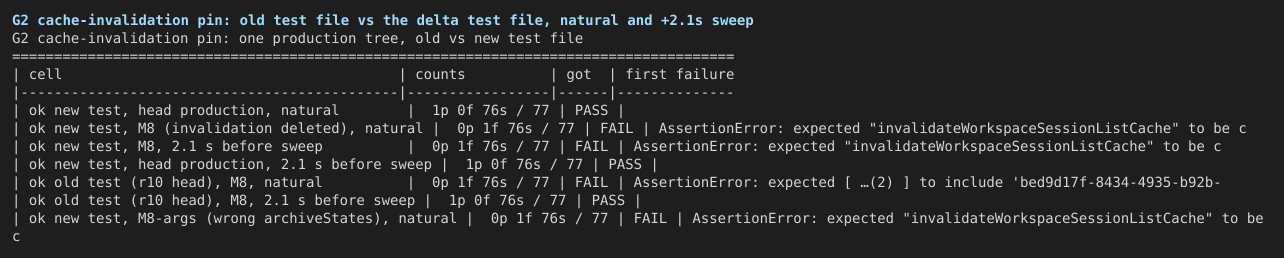 G2 cache-invalidation pin: old test file vs the delta test file, natural and +2.1s sweep
G2 cache-invalidation pin: one production tree, old vs new test file
======================================================================================
| cell                                        | counts          | got  | first failure
|---------------------------------------------|-----------------|------|--------------
| ok new test, head production, natural        |  1p 0f 76s / 77 | PASS |
| ok new test, M8 (invalidation deleted), natural |  0p 1f 76s / 77 | FAIL | AssertionError: expected "invalidateWorkspaceSessionListCache" to be c
| ok new test, M8, 2.1 s before sweep          |  0p 1f 76s / 77 | FAIL | AssertionError: expected "invalidateWorkspaceSessionListCache" to be c
| ok new test, head production, 2.1 s before sweep |  1p 0f 76s / 77 | PASS |
| ok old test (r10 head), M8, natural          |  0p 1f 76s / 77 | FAIL | AssertionError: expected [ …(2) ] to include 'bed9d17f-8434-4935-b92b-
| ok old test (r10 head), M8, 2.1 s before sweep |  1p 0f 76s / 77 | PASS |
| ok new test, M8-args (wrong archiveStates), natural |  0p 1f 76s / 77 | FAIL | AssertionError: expected "invalidateWorkspaceSessionListCache" to be
c